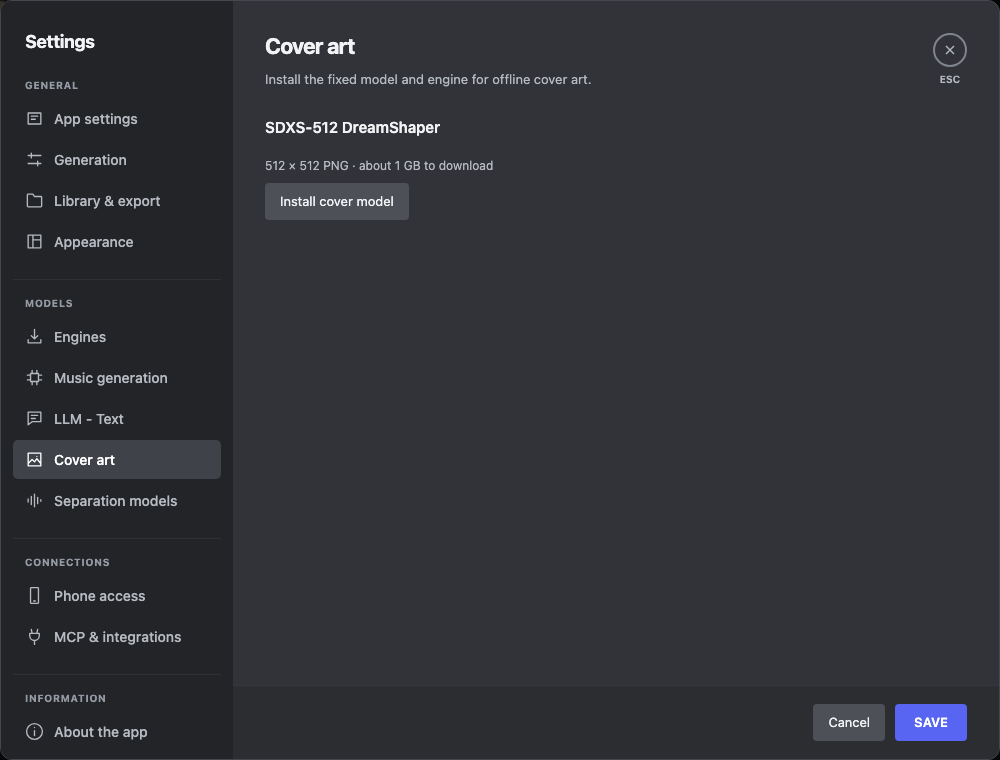 Settings
GENERAL
App settings
Generation
Library & export
Appearance
MODELS
Engines
Music generation
LLM - Text
Cover art
Separation models
CONNECTIONS
Phone access
MCP & integrations
INFORMATION
About the app
Cover art
Install the fixed model and engine for offline cover art.
ESC
SDXS-512 DreamShaper
512 × 512 PNG · about 1 GB to download
Install cover model
Cancel
SAVE